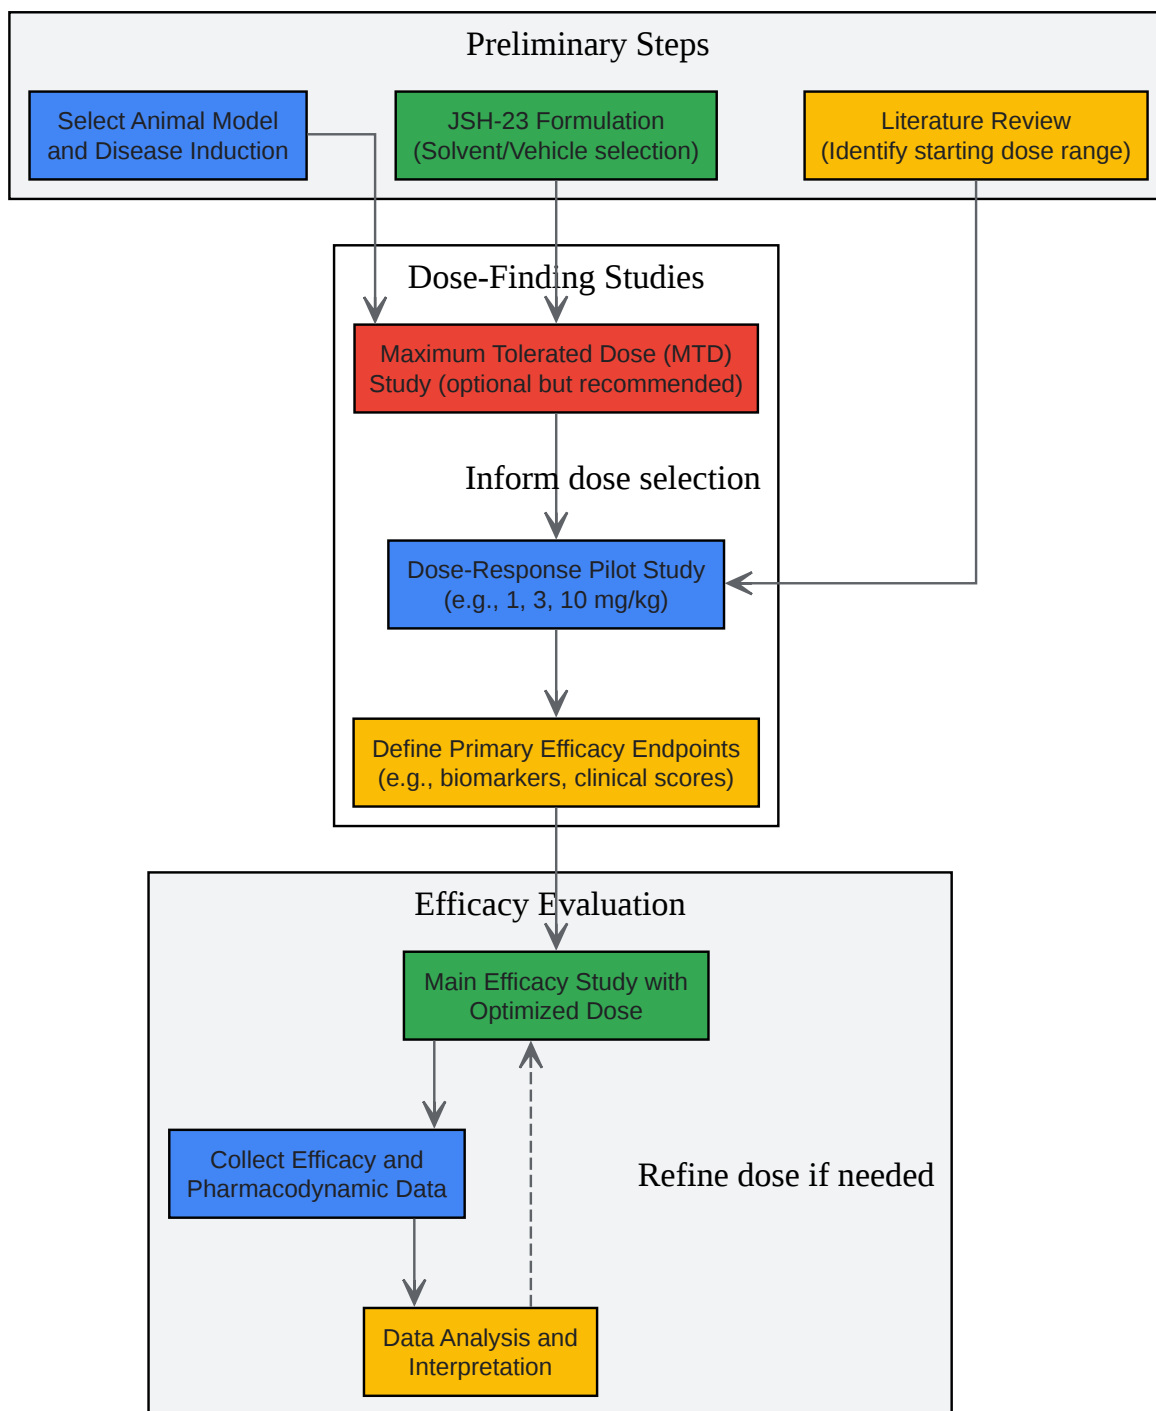 Preliminary Steps
Select Animal Model
and Disease Induction
JSH-23 Formulation
(Solvent/Vehicle selection)
Literature Review
(Identify starting dose range)
Dose-Finding Studies
Maximum Tolerated Dose (MTD)
Study (optional but recommended)
Inform dose selection
Dose-Response Pilot Study
(e.g., 1, 3, 10 mg/kg)
Define Primary Efficacy Endpoints
(e.g., biomarkers, clinical scores)
Efficacy Evaluation
Main Efficacy Study with
Optimized Dose
Collect Efficacy and
Pharmacodynamic Data
Refine dose if needed
Data Analysis and
Interpretation